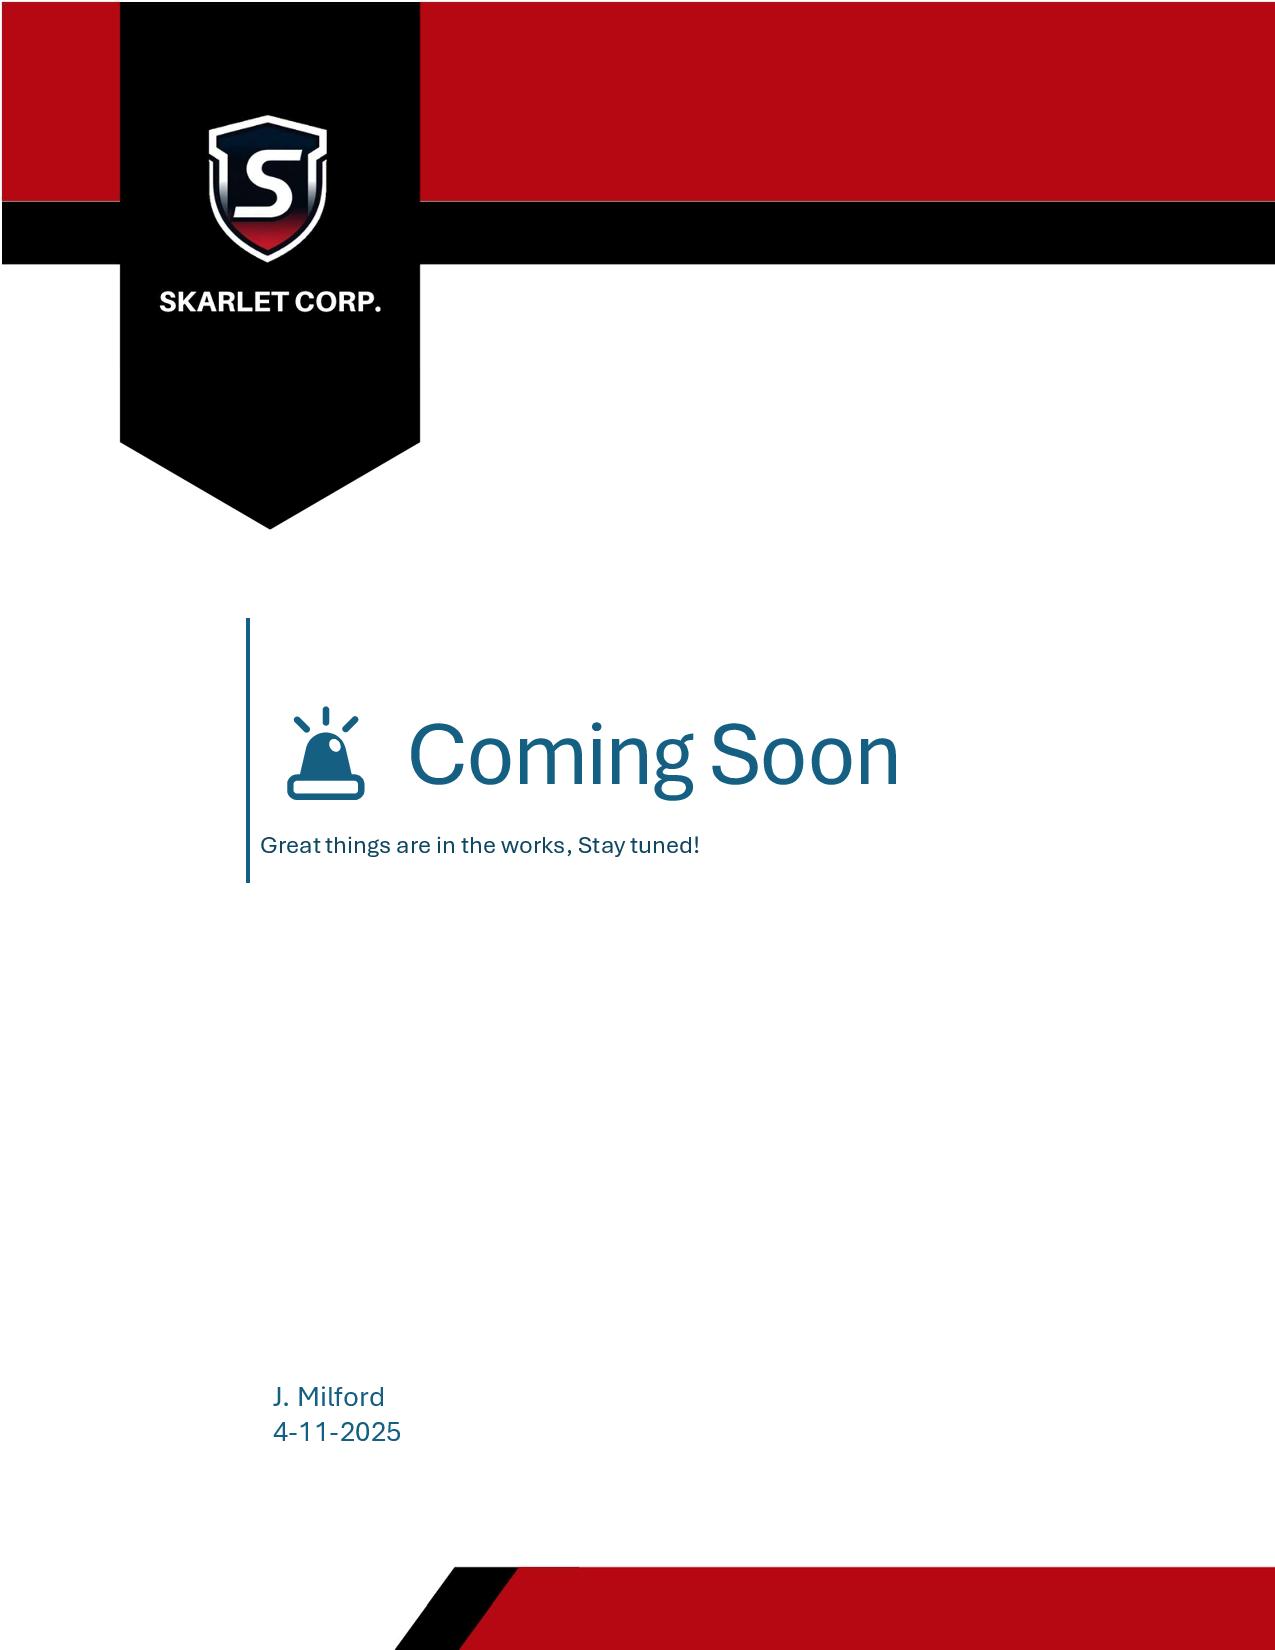 S
SKARLET CORP.
Coming Soon
Great things are in the works, Stay tuned!
J. Milford
4-11-2025